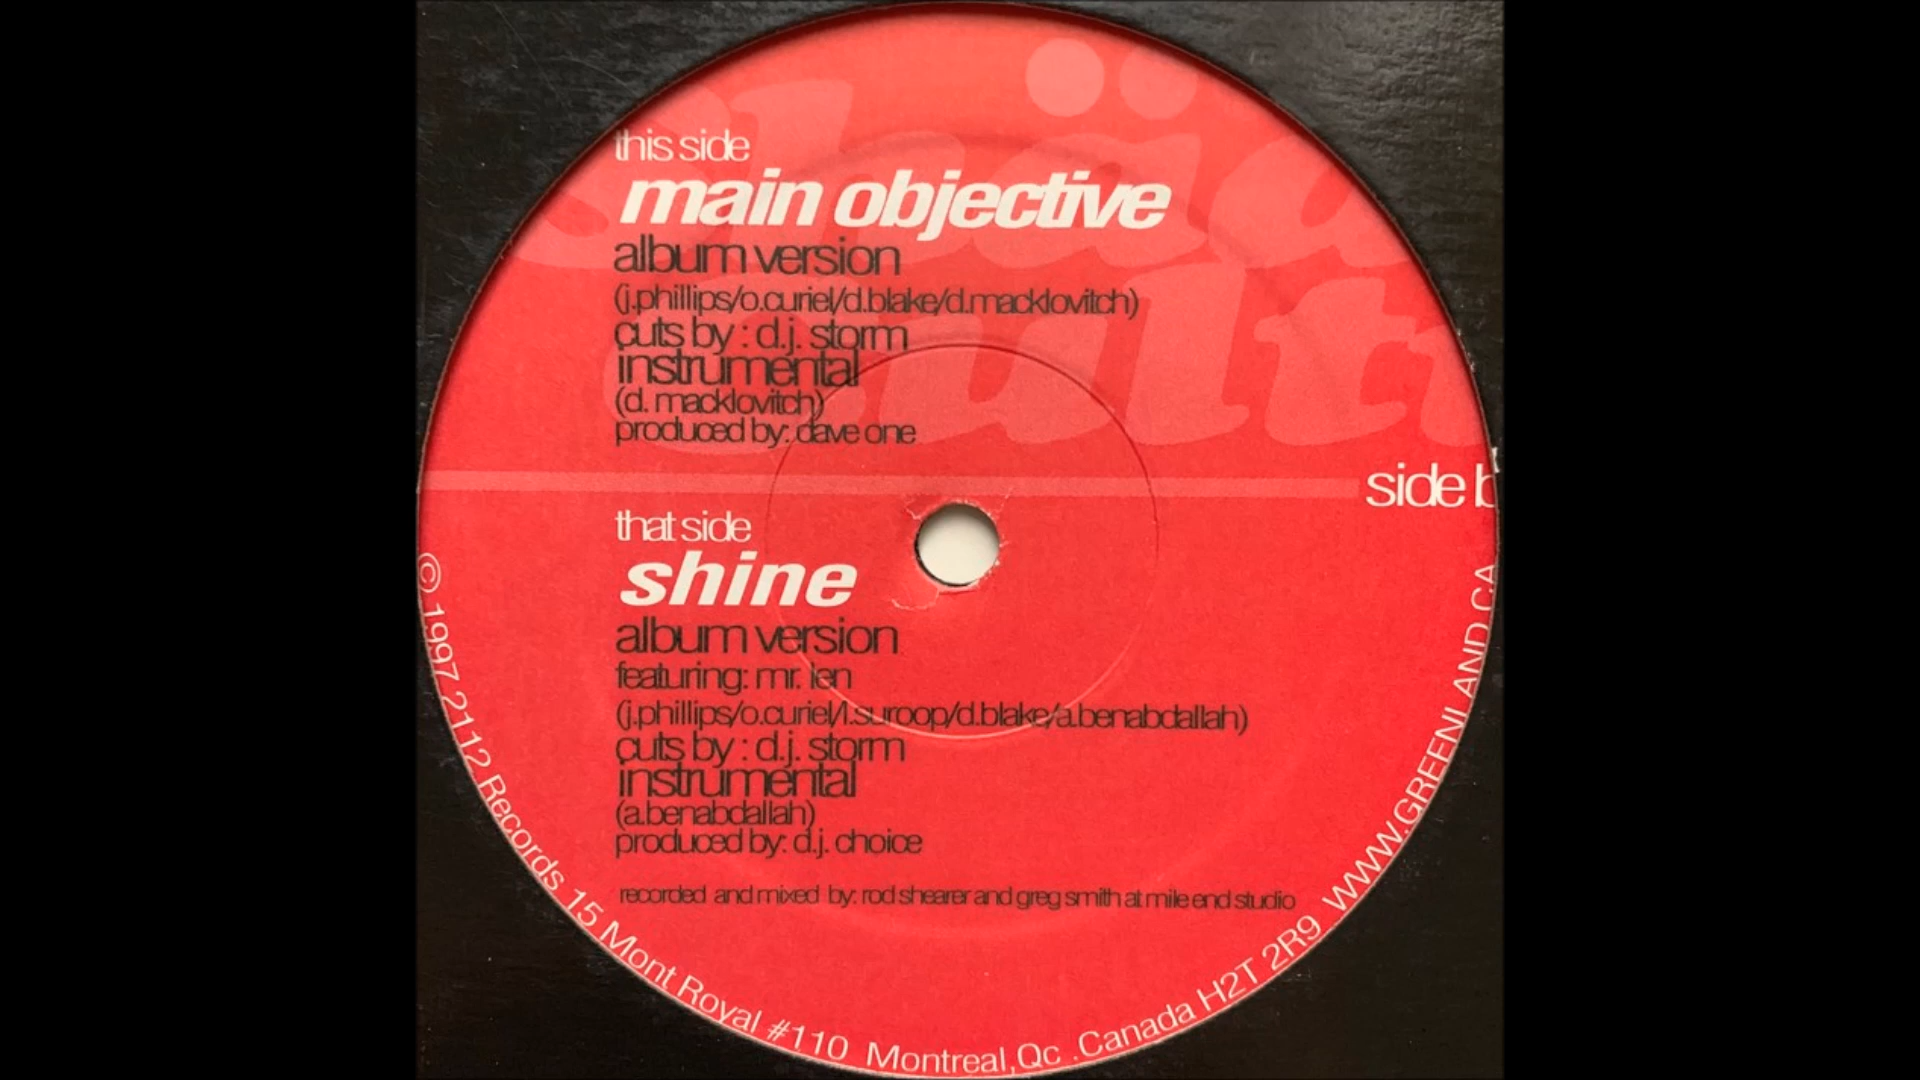 this side
main objective
album version
(j.phillips/o.curiel/d.blake/d.macklovitch)
cuts by : d.j. storm
instrumental
(d. macklovitch)
produced by: dave one
side b
that side
shine
album version
featuring: mr. len
(j.phillips/o.curiel/l.suroop/d.blake/a.benabdallah)
cuts by : d.j. storm
instrumental
(a.benabdallah)
produced by: d.j. choice
recorded and mixed by: rod shearer and greg smith at mile end studio
© 1997 2112 Records 15 Mont Royal #110 Montreal,Qc .Canada H2T 2R9 WWW.GREENLAND.CA